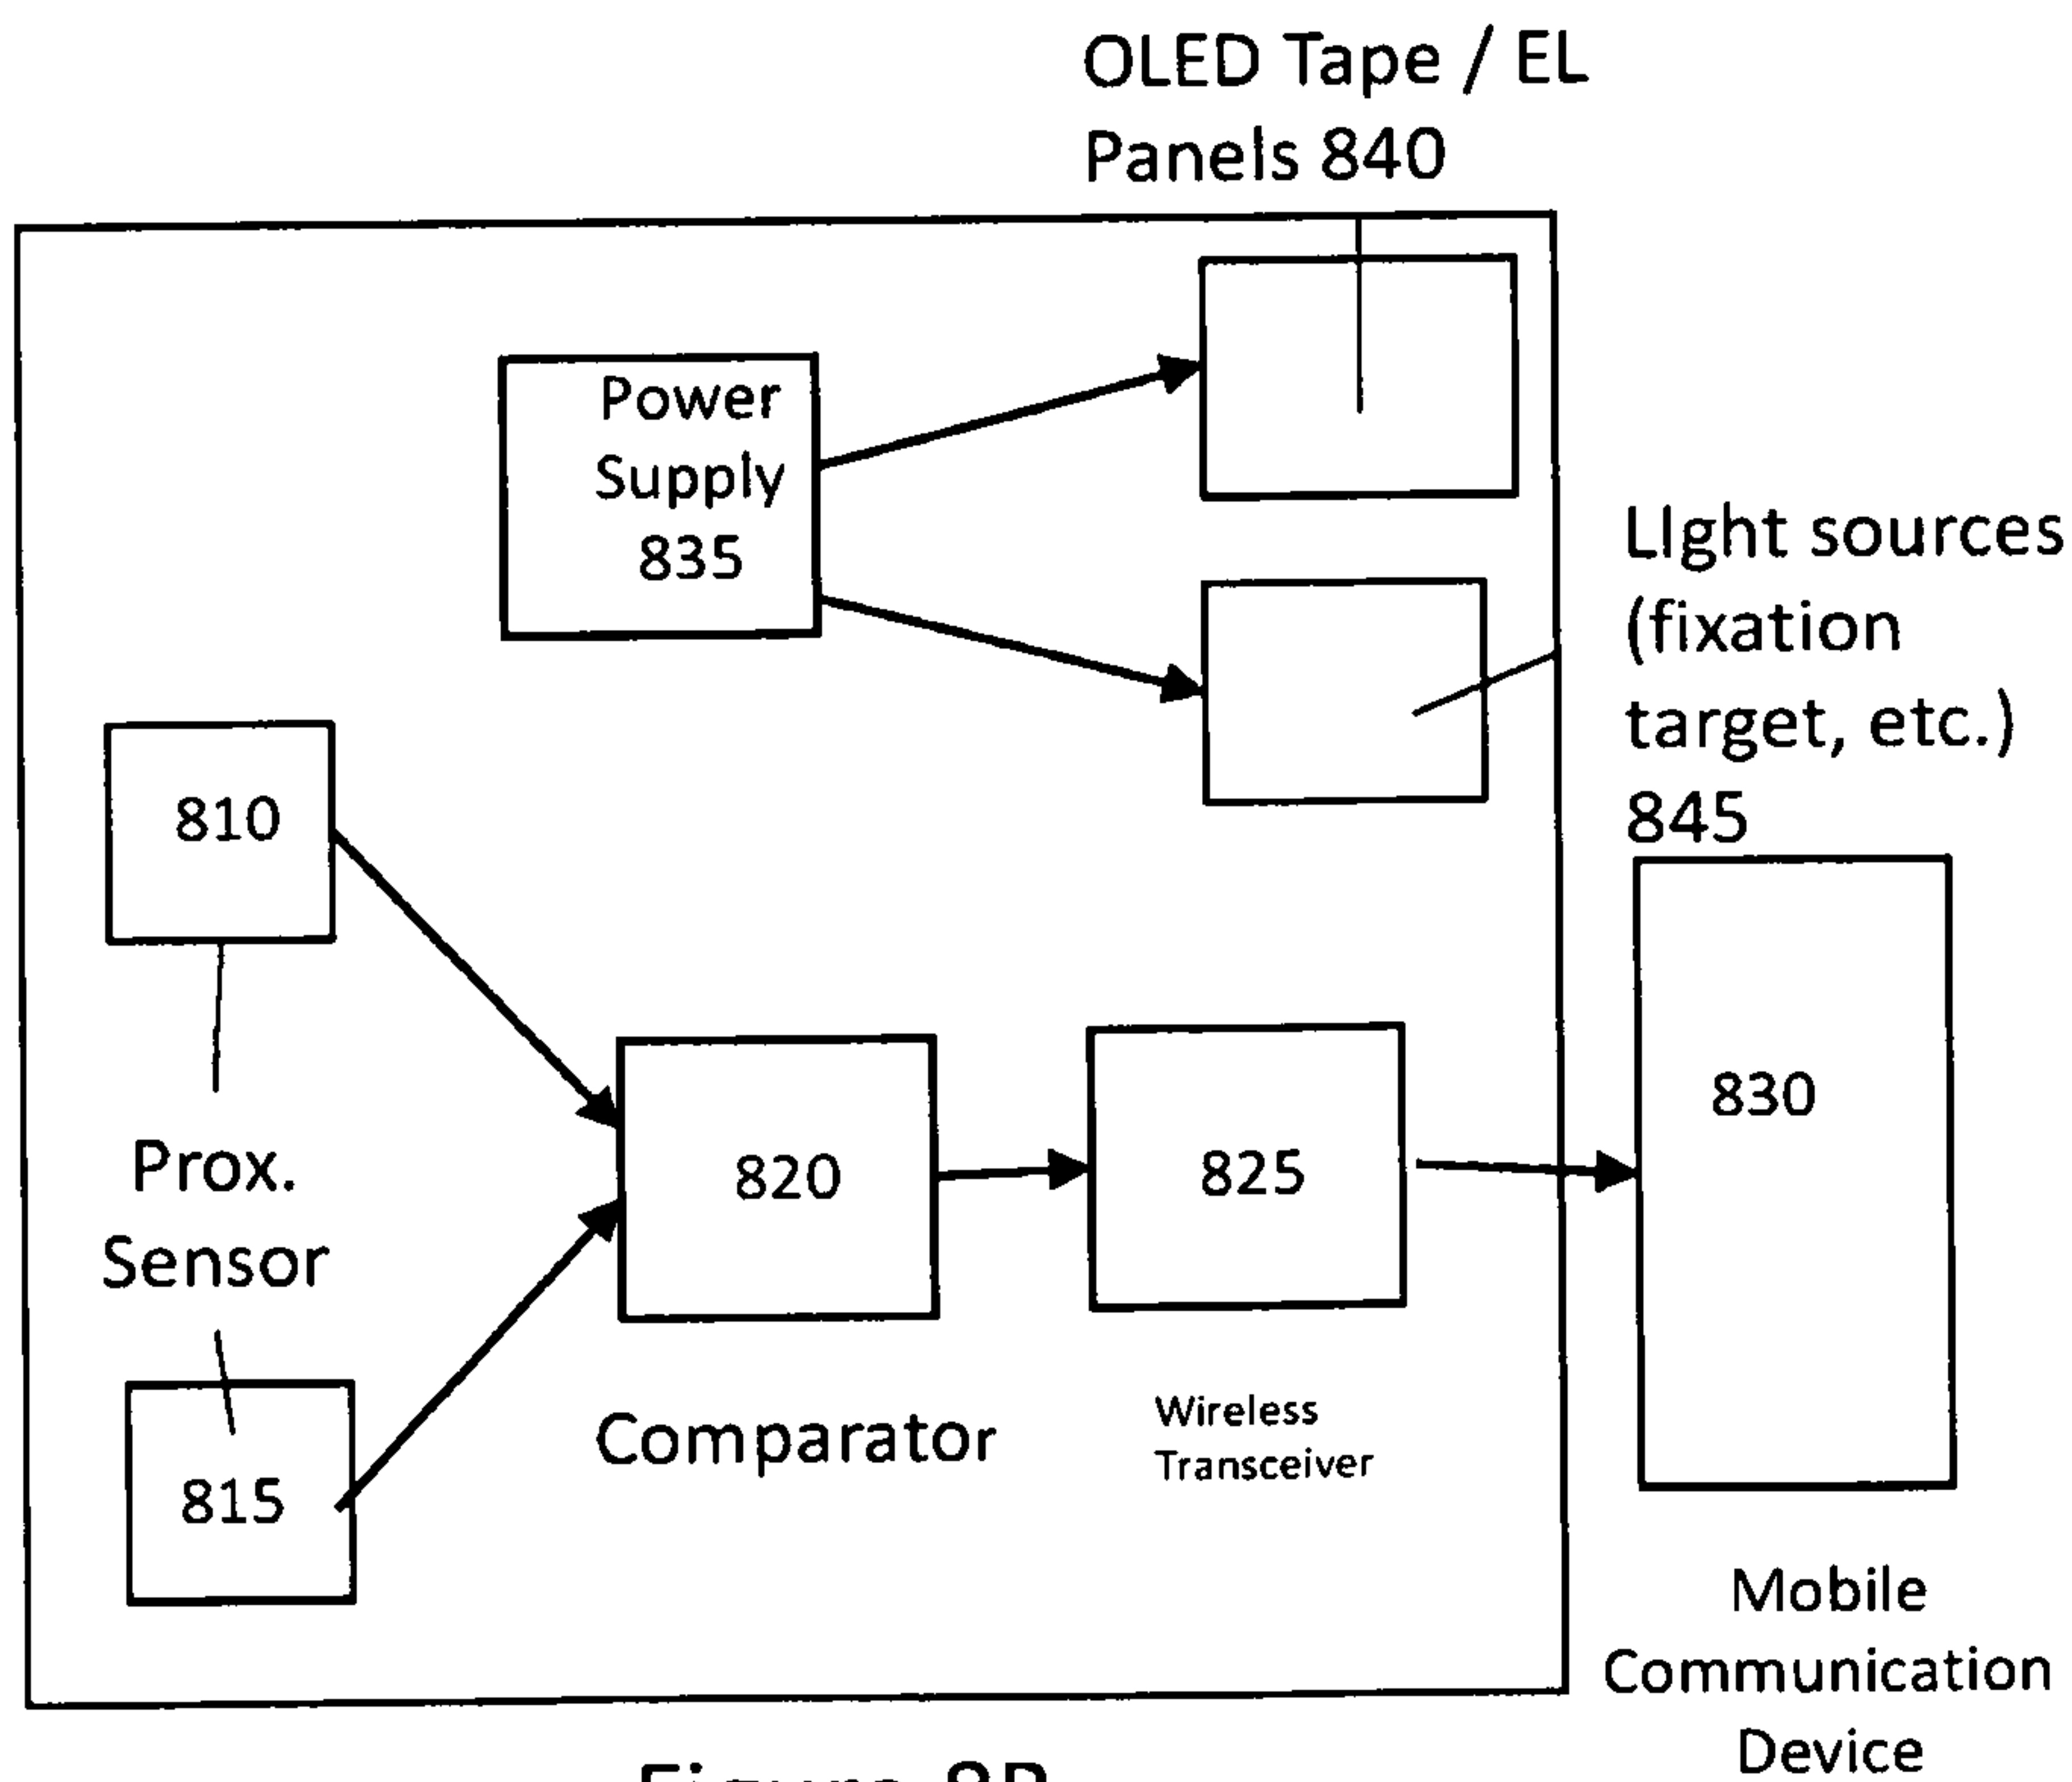 OLED Tape / EL
Panels 840
Power
Supply
835
LIght sources
(fixation
target, etc.)
845
810
830
Prox.
Sensor
820
825
815
Comparator
Wireless
Transceiver
Mobile
Communication
Device